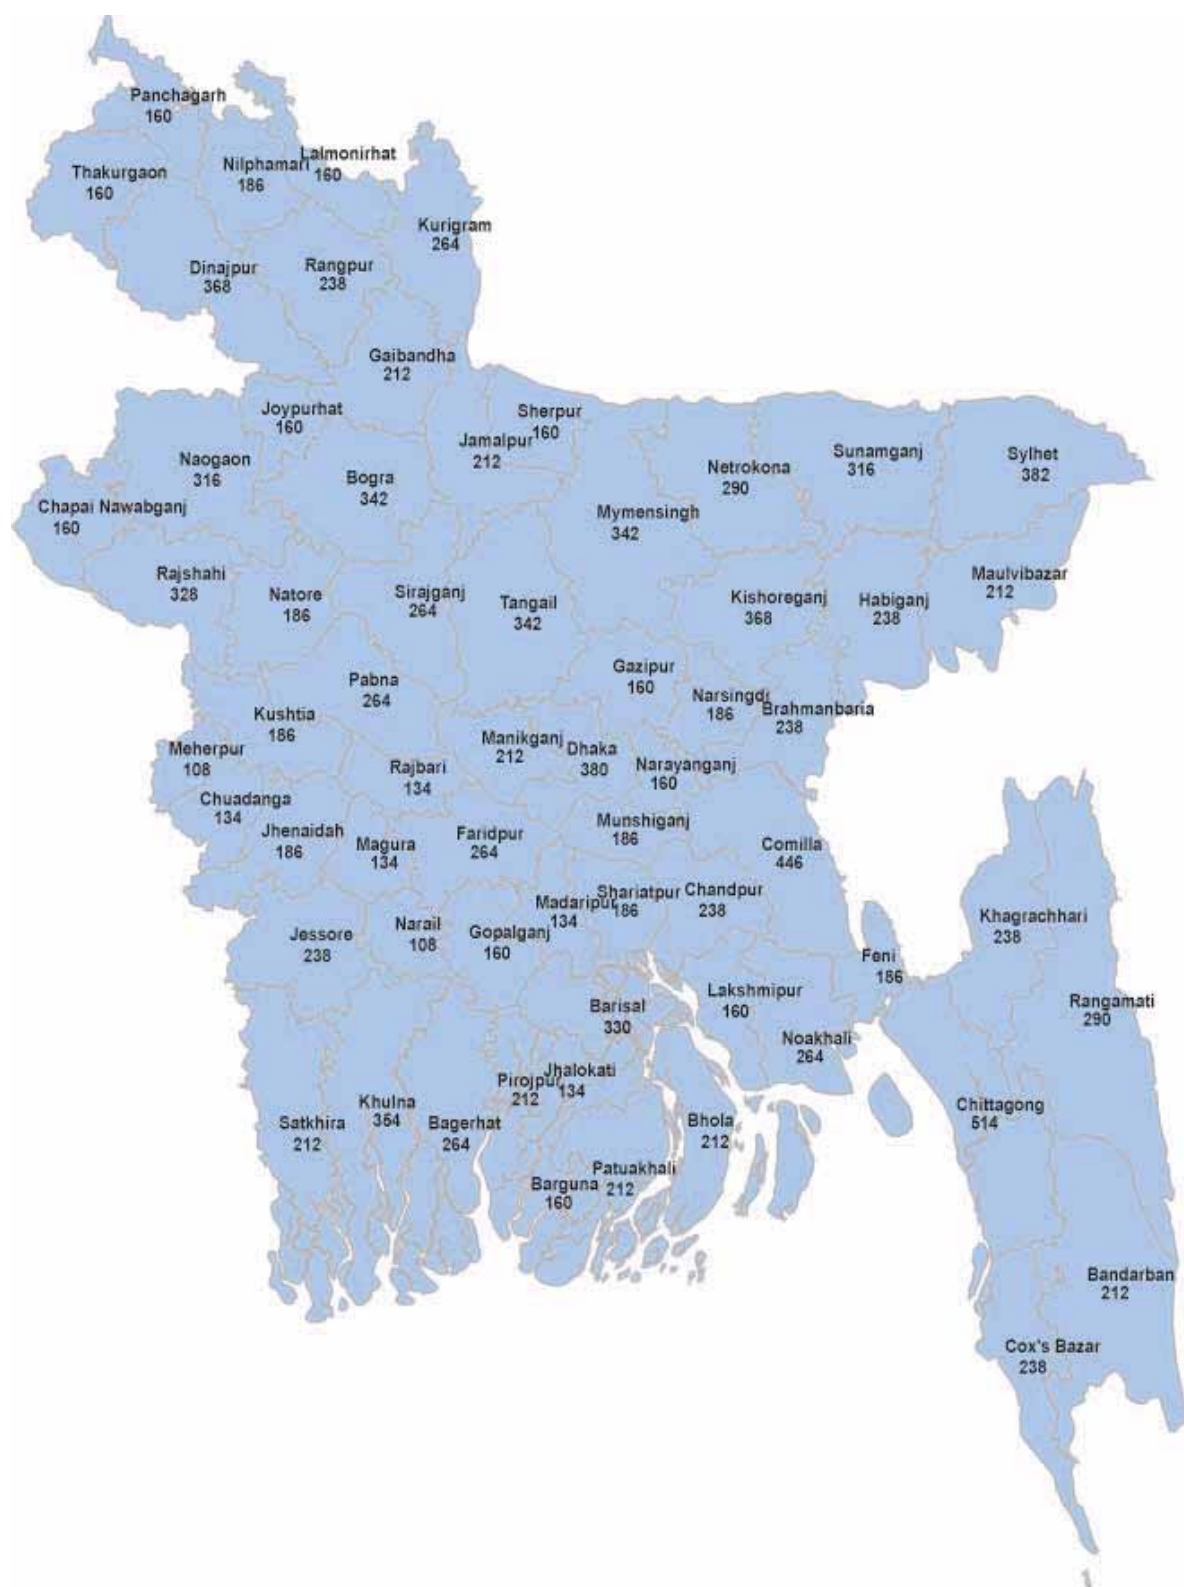 Panchagarh
160
Lalmonirhat
160
Nilphamari
186
Thakurgaon
160
Kurigram
264
Dinajpur
368
Rangpur
238
Gaibandha
212
Joypurhat
160
Sherpur
160
Jamalpur
212
Naogaon
316
Bogra
342
Netrokona
290
Sunamganj
316
Sylhet
382
Chapai Nawabganj
160
Mymensingh
342
Rajshahi
328
Natore
186
Sirajganj
264
Tangail
342
Kishoreganj
368
Habiganj
238
Maulvibazar
212
Gazipur
160
Pabna
264
Narsingdi
186
Brahmanbaria
238
Kushtia
186
Meherpur
108
Manikganj
212
Dhaka
380
Narayanganj
160
Rajbari
134
Chuadanga
134
Jhenaidah
186
Magura
134
Faridpur
264
Munshiganj
186
Comilla
446
Madaripur
134
Shariatpur
186
Chandpur
238
Khagrachhari
238
Jessore
238
Narail
108
Gopalganj
160
Feni
186
Lakshmipur
160
Rangamati
290
Barisal
330
Noakhali
264
Pirojpur
212
Jhalokati
134
Satkhira
212
Khulna
354
Bagerhat
264
Bhola
212
Chittagong
514
Barguna
160
Patuakhali
212
Bandarban
212
Cox's Bazar
238